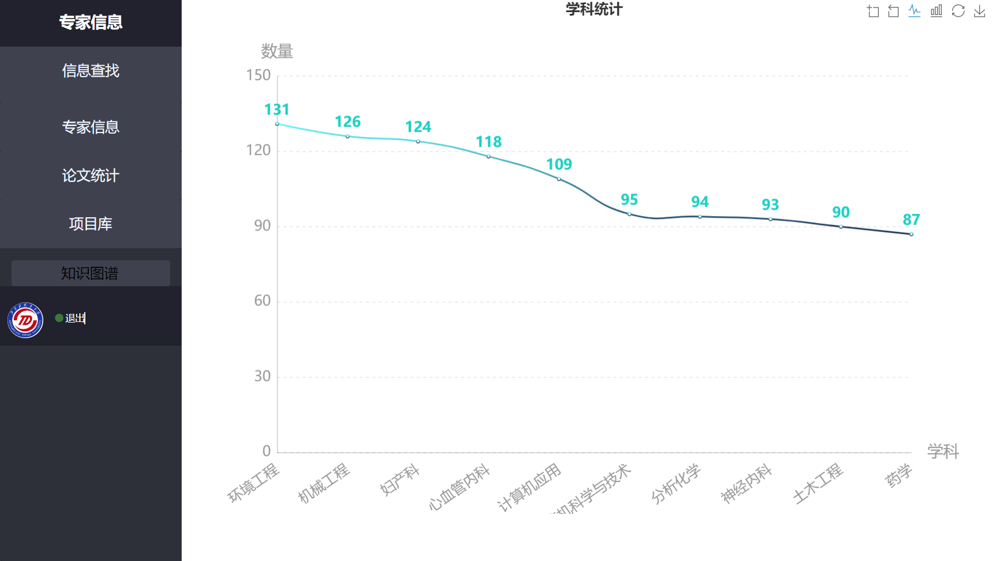 专家信息
信息查找
专家信息
论文统计
项目库
知识图谱
退出
学科统计
数量
150
120
90
60
30
0
131
126
124
118
109
95
94
93
90
87
学科
环境工程
机械工程
妇产科
心血管内科
计算机应用
机科学与技术
分析化学
神经内科
土木工程
药学